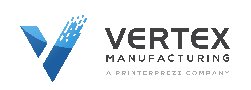 VERTEX
MANUFACTURING
A PRINTERPREZZ COMPANY